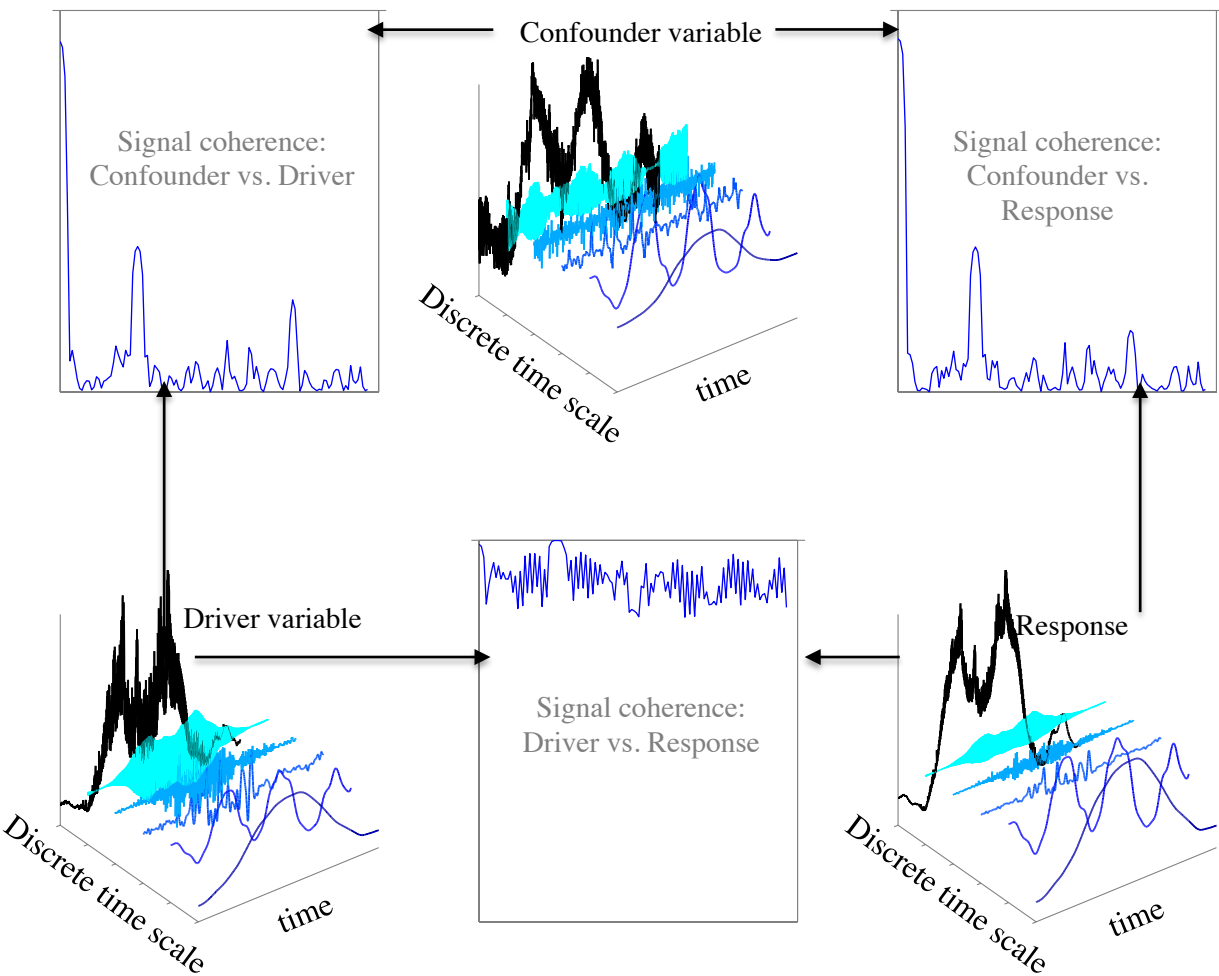 Confounder variable
Signal coherence:
Confounder vs. Driver
Signal coherence:
Confounder vs.
Response
Discrete time scale
time
Driver variable
Response
Signal coherence:
Driver vs. Response
Discrete time scale
time
Discrete time scale
time